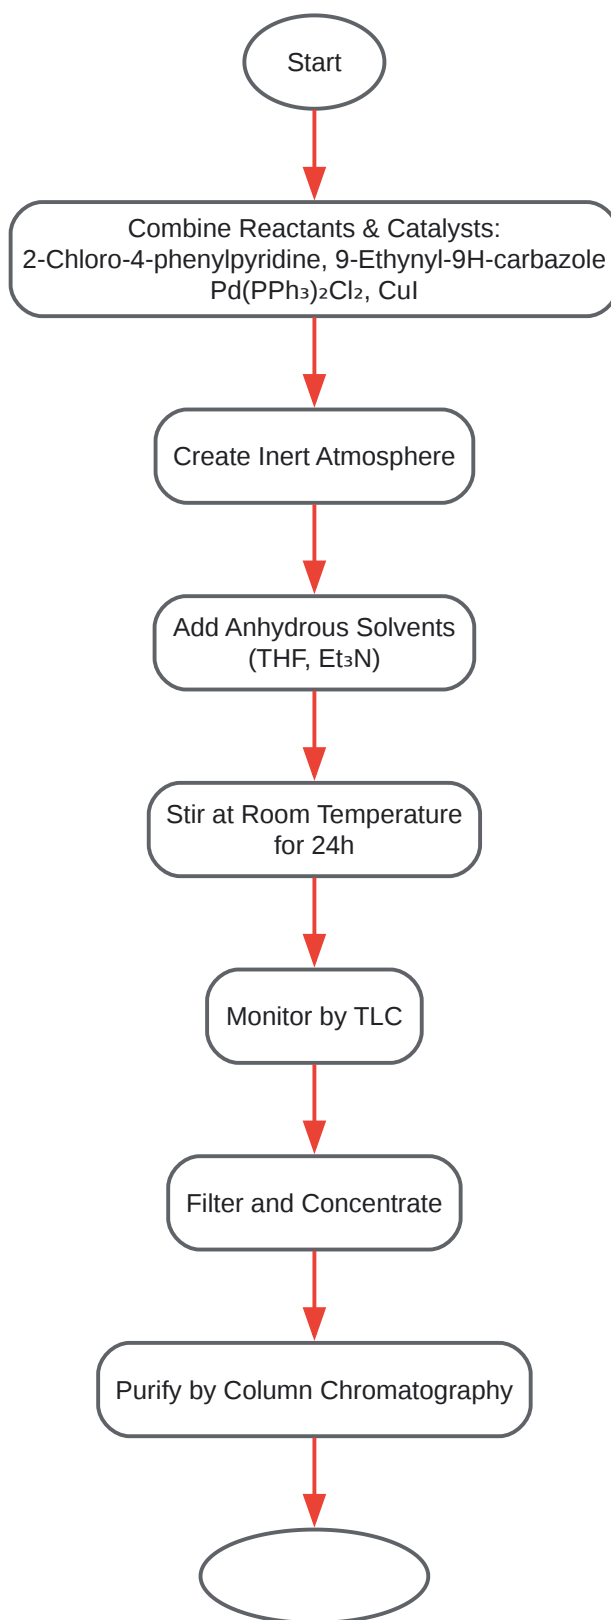 Start
Combine Reactants & Catalysts:
2-Chloro-4-phenylpyridine, 9-Ethynyl-9H-carbazole
Pd(PPh₃)₂Cl₂, CuI
Create Inert Atmosphere
Add Anhydrous Solvents
(THF, Et₃N)
Stir at Room Temperature
for 24h
Monitor by TLC
Filter and Concentrate
Purify by Column Chromatography